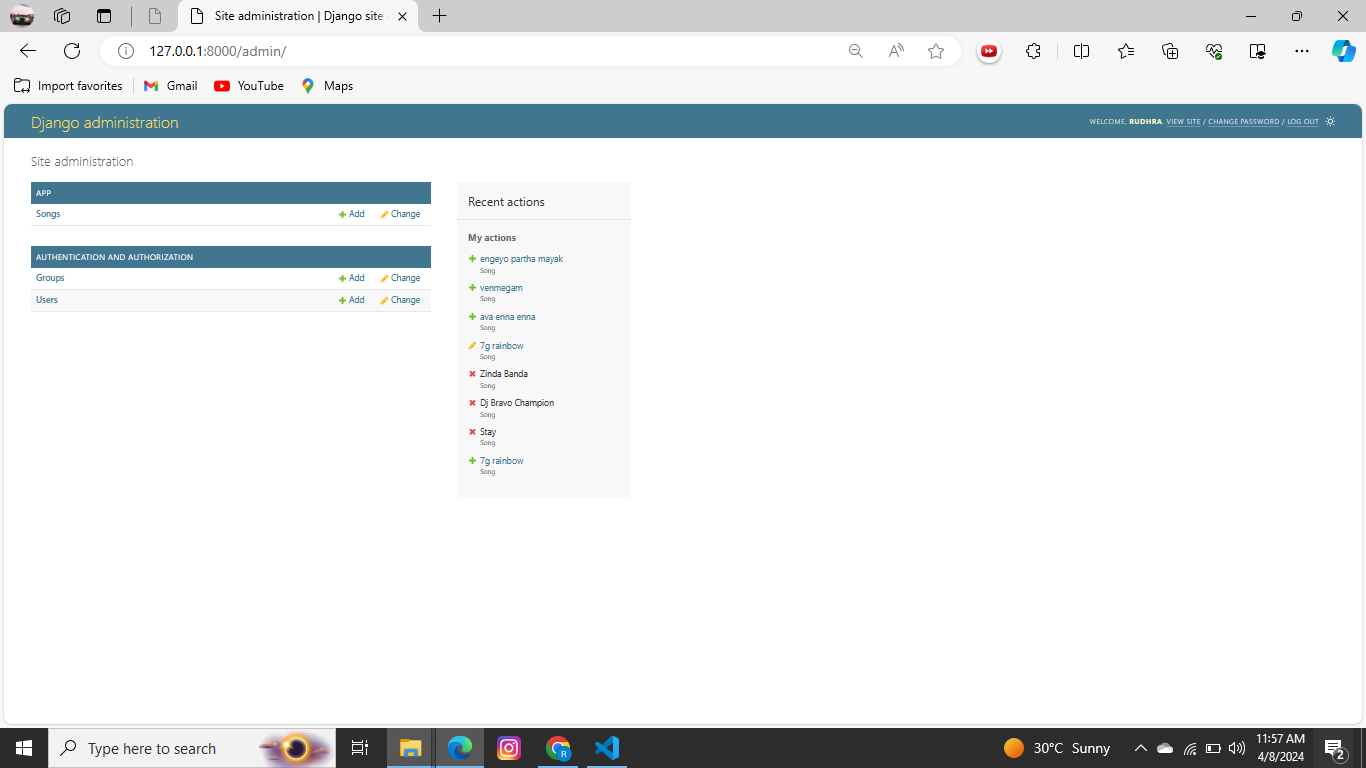 Site administration | Django site
127.0.0.1:8000/admin/
Import favorites
Gmail
YouTube
Maps
Django administration
WELCOME, RUDHRA. VIEW SITE / CHANGE PASSWORD / LOG OUT
Site administration
APP
Songs Add Change
AUTHENTICATION AND AUTHORIZATION
Groups Add Change
Users Add Change
Recent actions
My actions
engeyo partha mayak
Song
venmegam
Song
ava enna enna
Song
7g rainbow
Song
Zinda Banda
Song
Dj Bravo Champion
Song
Stay
Song
7g rainbow
Song
Type here to search
R
30°C Sunny
11:57 AM
4/8/2024
2